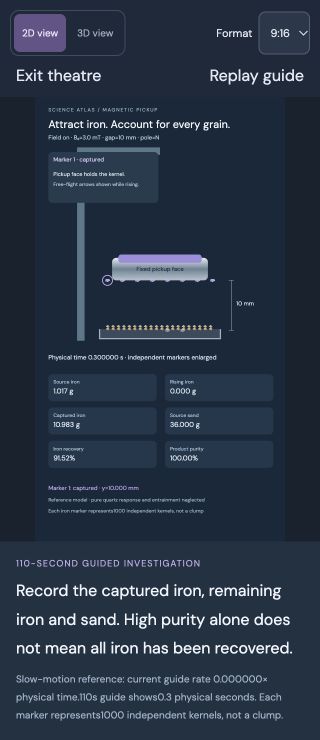 2D view
3D view
Format
9:16
Exit theatre
Replay guide
SCIENCE ATLAS / MAGNETIC PICKUP
Attract iron. Account for every grain.
Field on · B₀=3.0 mT · gap=10 mm · pole=N
Marker 1 · captured
Pickup face holds the kernel.
Free-flight arrows shown while rising.
Fixed pickup face
10 mm
Physical time 0.300000 s · Independent markers enlarged
Source iron
1.017 g
Rising iron
0.000 g
Captured iron
10.983 g
Source sand
36.000 g
Iron recovery
91.52%
Product purity
100.00%
Marker 1: captured · y=10.000 mm
Reference model · pure quartz response and entrainment neglected
Each iron marker represents1000 independent kernels, not a clump
110-SECOND GUIDED INVESTIGATION
Record the captured iron, remaining
iron and sand. High purity alone does
not mean all iron has been recovered.
Slow-motion reference: current guide rate 0.000000×
physical time.110s guide shows0.3 physical seconds. Each
marker represents1000 independent kernels, not a clump.